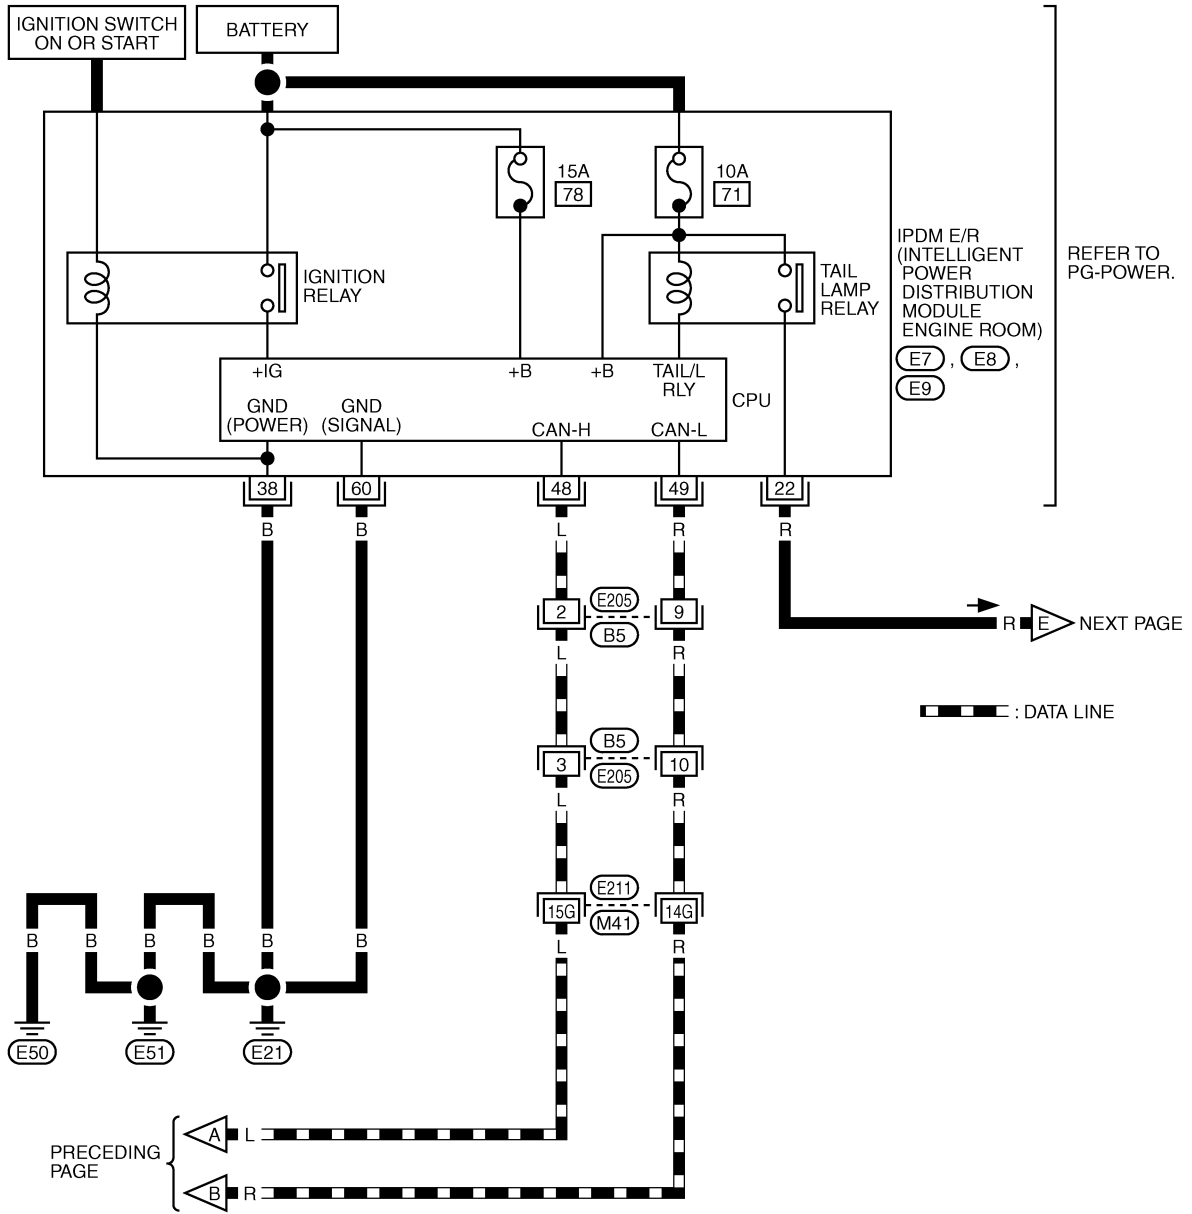 IGNITION SWITCH
ON OR START
BATTERY
15A
78
10A
71
IGNITION
RELAY
TAIL
LAMP
RELAY
IPDM E/R
(INTELLIGENT
POWER
DISTRIBUTION
MODULE
ENGINE ROOM)
E7 , E8 ,
E9
REFER TO
PG-POWER.
+IG
+B
+B
TAIL/L
RLY
CPU
GND
(POWER)
GND
(SIGNAL)
CAN-H
CAN-L
38
60
48
49
22
B
B
L
R
R
2
E205
B5
9
R
E
NEXT PAGE
L
R
: DATA LINE
3
B5
E205
10
L
R
15G
E211
M41
14G
B
B
B
B
B
B
L
R
E50
E51
E21
PRECEDING
PAGE
A
L
B
R